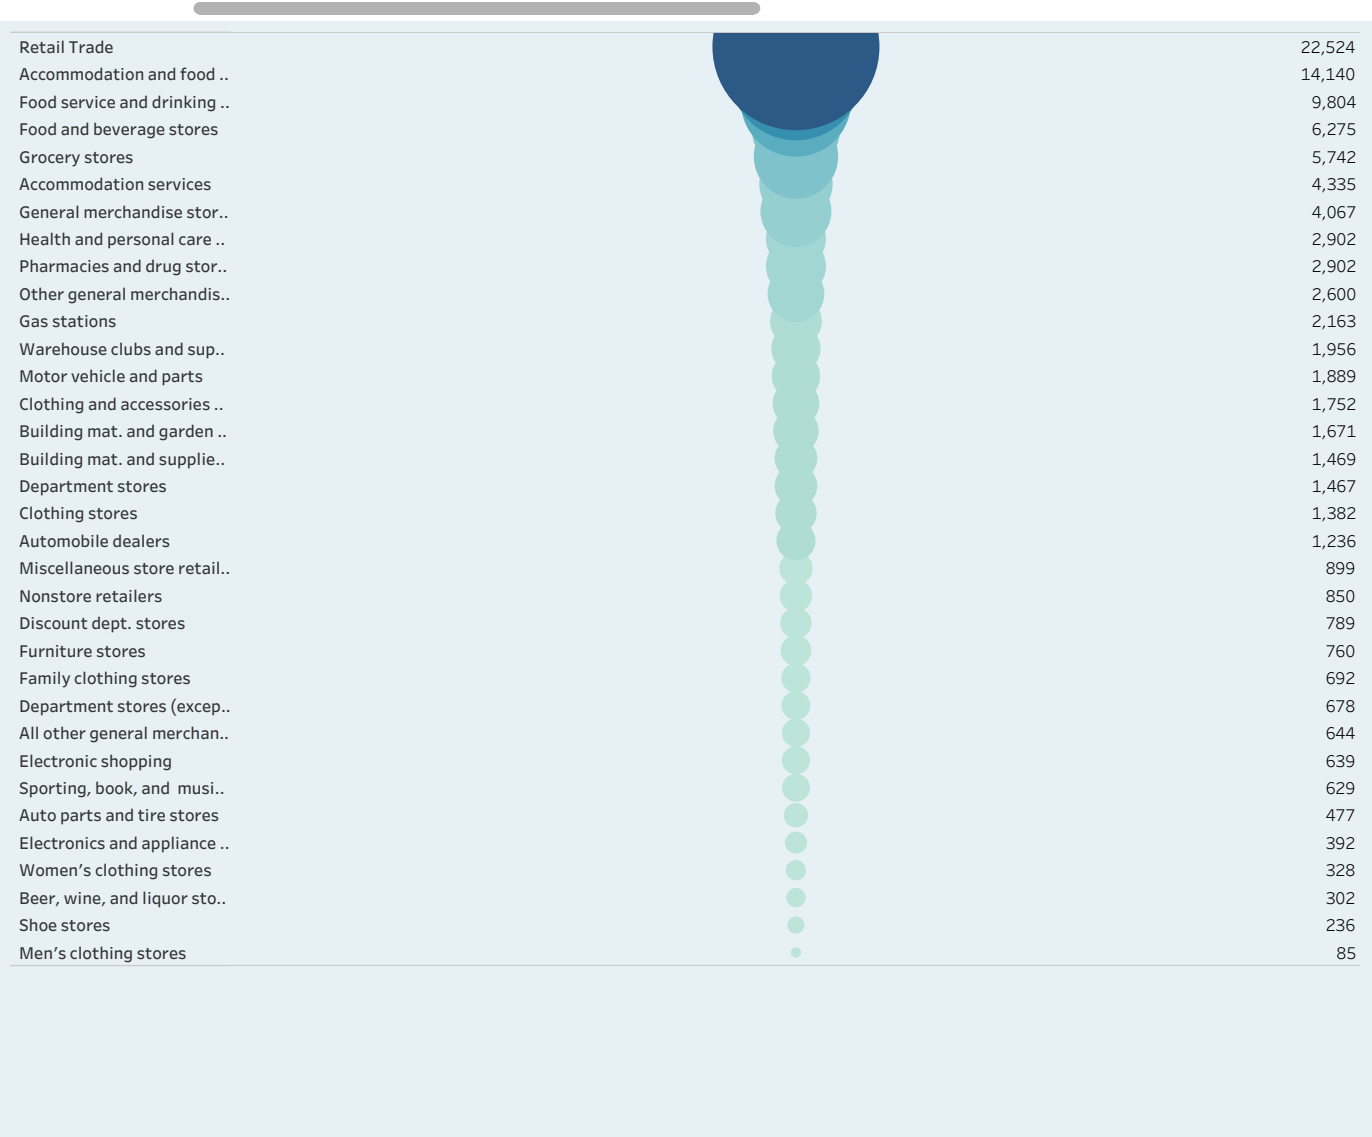 Retail Trade 22,524
Accommodation and food .. 14,140
Food service and drinking .. 9,804
Food and beverage stores 6,275
Grocery stores 5,742
Accommodation services 4,335
General merchandise stor.. 4,067
Health and personal care .. 2,902
Pharmacies and drug stor.. 2,902
Other general merchandis.. 2,600
Gas stations 2,163
Warehouse clubs and sup.. 1,956
Motor vehicle and parts 1,889
Clothing and accessories .. 1,752
Building mat. and garden .. 1,671
Building mat. and supplie.. 1,469
Department stores 1,467
Clothing stores 1,382
Automobile dealers 1,236
Miscellaneous store retail.. 899
Nonstore retailers 850
Discount dept. stores 789
Furniture stores 760
Family clothing stores 692
Department stores (excep.. 678
All other general merchan.. 644
Electronic shopping 639
Sporting, book, and  musi.. 629
Auto parts and tire stores 477
Electronics and appliance .. 392
Women’s clothing stores 328
Beer, wine, and liquor sto.. 302
Shoe stores 236
Men’s clothing stores 85